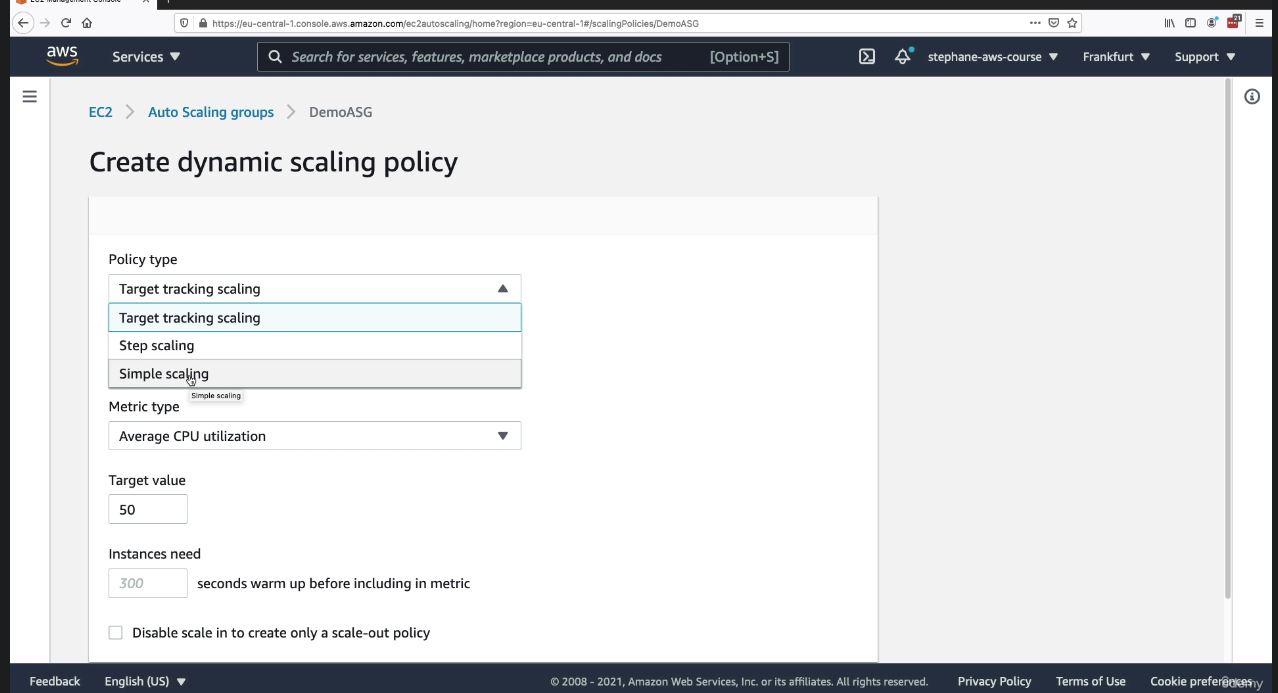 EC2 Management Console
https://eu-central-1.console.aws.amazon.com/ec2autoscaling/home?region=eu-central-1#/scalingPolicies/DemoASG
21
aws
Services
Search for services, features, marketplace products, and docs
[Option+S]
stephane-aws-course
Frankfurt
Support
EC2 > Auto Scaling groups > DemoASG
Create dynamic scaling policy
Policy type
Target tracking scaling
Target tracking scaling
Step scaling
Simple scaling
Simple scaling
Metric type
Average CPU utilization
Target value
50
Instances need
300 seconds warm up before including in metric
Disable scale in to create only a scale-out policy
Feedback
English (US)
© 2008 - 2021, Amazon Web Services, Inc. or its affiliates. All rights reserved.
Privacy Policy
Terms of Use
Cookie preferences
Udemy